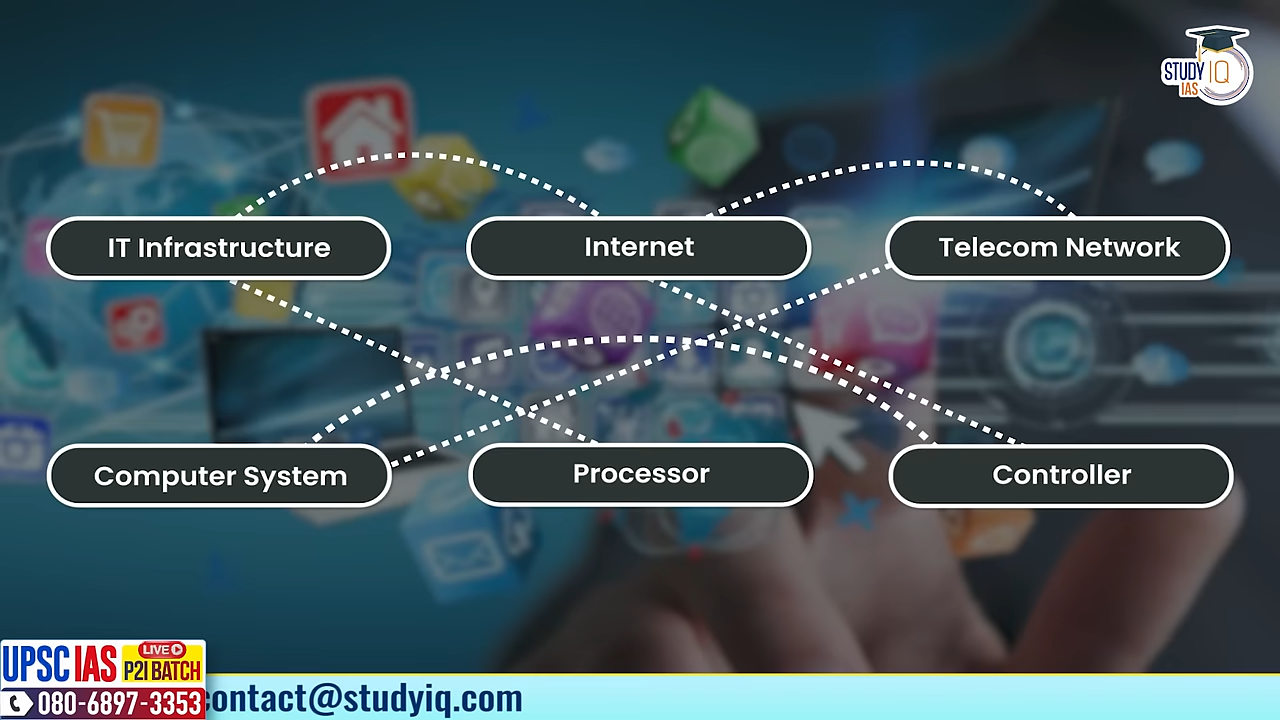 STUDY IQ
IAS
IT Infrastructure
Internet
Telecom Network
Computer System
Processor
Controller
UPSC IAS LIVE
P2I BATCH
080-6897-3353
contact@studyiq.com